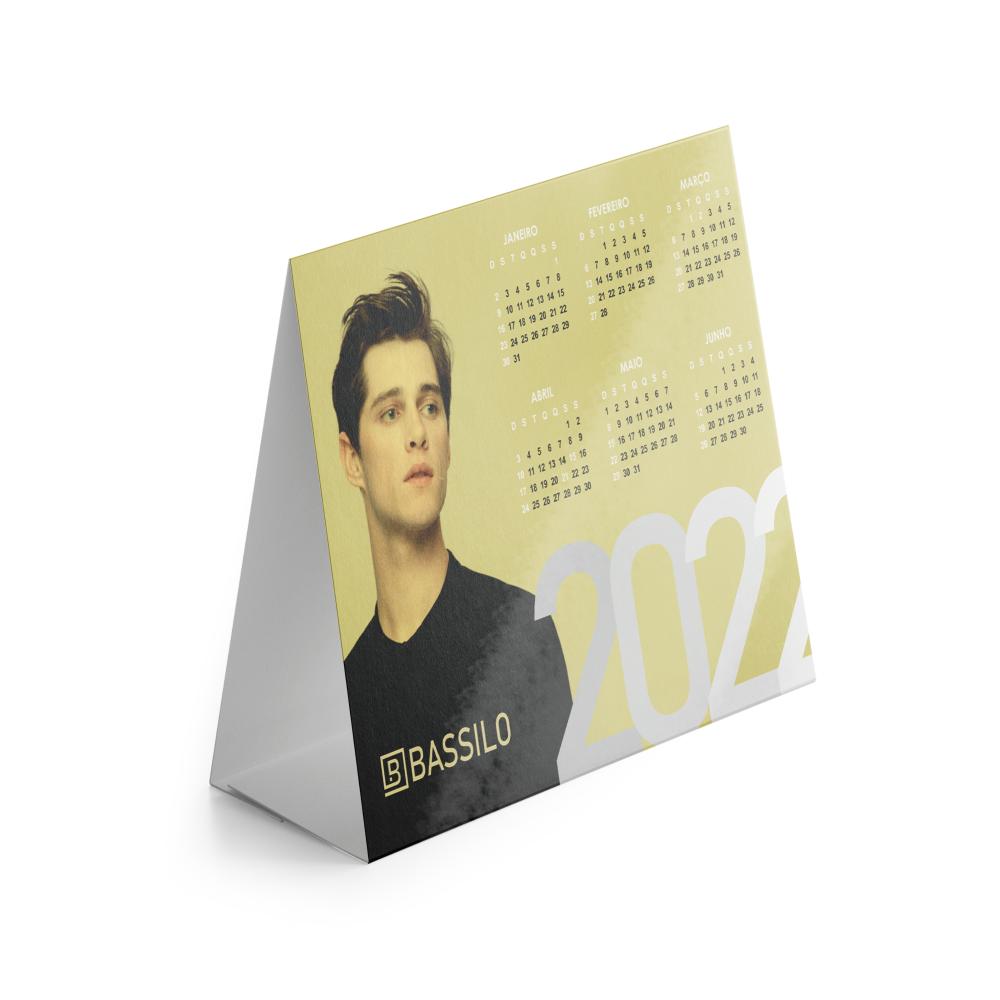 JANEIRO
D S T Q Q S S
1
2 3 4 5 6 7 8
9 10 11 12 13 14 15
16 17 18 19 20 21 22
23 24 25 26 27 28 29
30 31
FEVEREIRO
D S T Q Q S S
1 2 3 4 5
6 7 8 9 10 11 12
13 14 15 16 17 18 19
20 21 22 23 24 25 26
27 28
MARÇO
D S T Q Q S S
1 2 3 4 5
6 7 8 9 10 11 12
13 14 15 16 17 18 19
20 21 22 23 24 25 26
27 28 29 30 31
ABRIL
D S T Q Q S S
1 2
3 4 5 6 7 8 9
10 11 12 13 14 15 16
17 18 19 20 21 22 23
24 25 26 27 28 29 30
MAIO
D S T Q Q S S
1 2 3 4 5 6 7
8 9 10 11 12 13 14
15 16 17 18 19 20 21
22 23 24 25 26 27 28
29 30 31
JUNHO
D S T Q Q S S
1 2 3 4
5 6 7 8 9 10 11
12 13 14 15 16 17 18
19 20 21 22 23 24 25
26 27 28 29 30
2022
B BASSILO